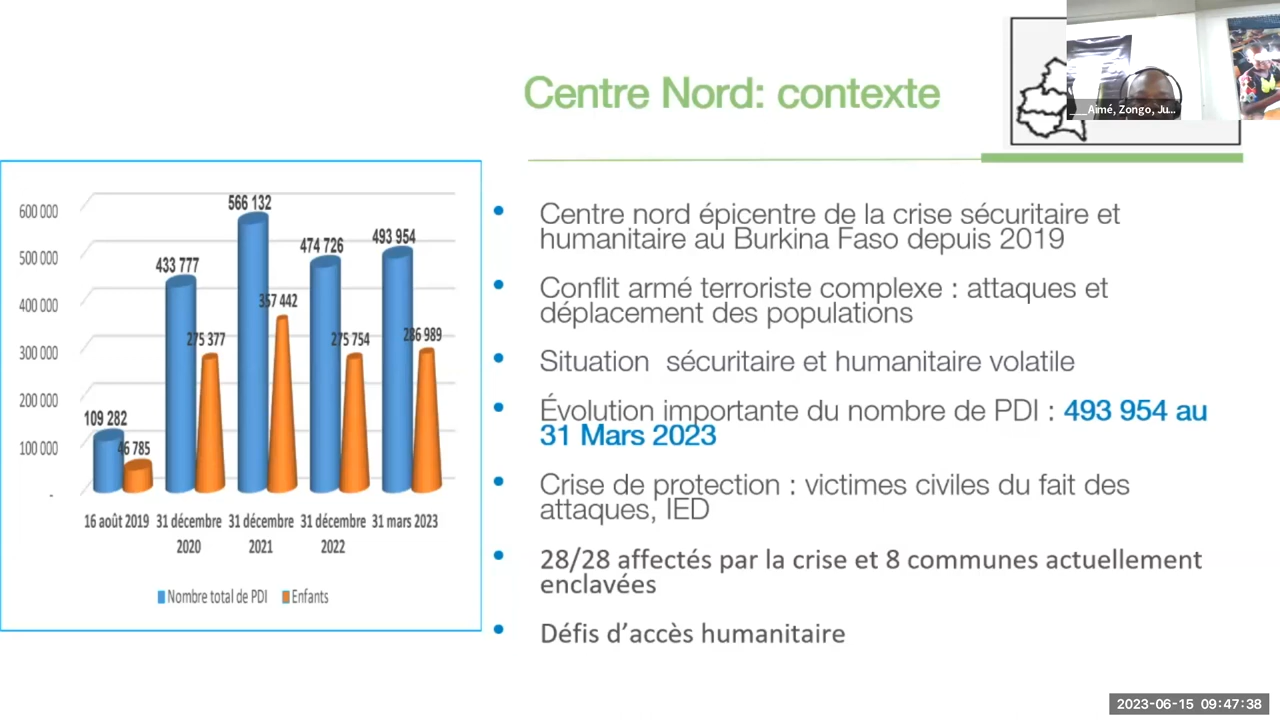 Centre Nord: contexte
___Aimé, Zongo, Ju...
600 000
500 000
400 000
300 000
200 000
100 000
-
109 282
46 785
433 777
275 377
566 132
357 442
474 726
275 754
493 954
286 989
16 août 2019
31 décembre
2020
31 décembre
2021
31 décembre
2022
31 mars 2023
Nombre total de PDI
Enfants
Centre nord épicentre de la crise sécuritaire et
humanitaire au Burkina Faso depuis 2019
Conflit armé terroriste complexe : attaques et
déplacement des populations
Situation sécuritaire et humanitaire volatile
Évolution importante du nombre de PDI : 493 954 au
31 Mars 2023
Crise de protection : victimes civiles du fait des
attaques, IED
28/28 affectés par la crise et 8 communes actuellement
enclavées
Défis d’accès humanitaire
2023-06-15 09:47:38